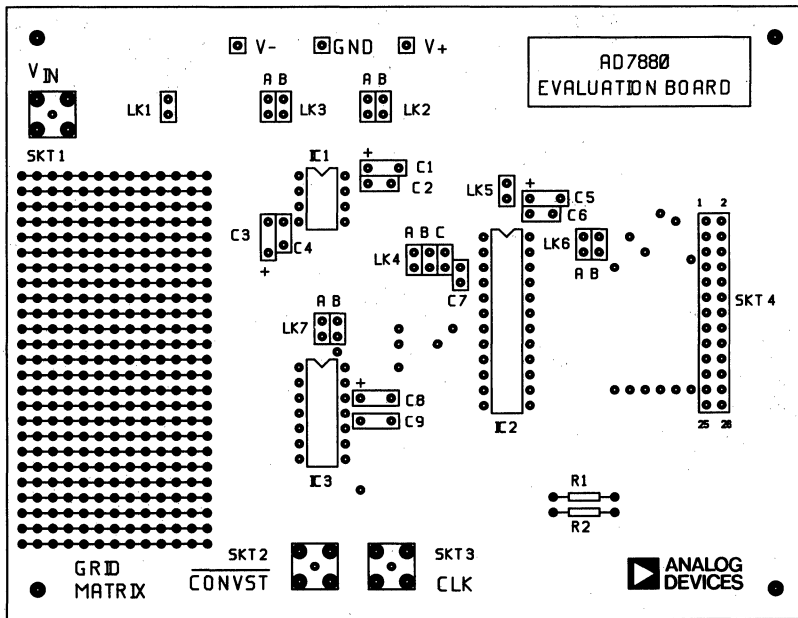 V- GND V+
AD7880
EVALUATION BOARD
VIN
A B
A B
LK1
LK3
LK2
SKT1
IC1
+
C1
C2
LK5
+
C5
C6
1 2
C3
C4
+
A B C
LK4
C7
LK6
A B
SKT4
A B
LK7
+
C8
C9
IC2
25 26
IC3
R1
R2
SKT2
SKT3
GRID
MATRIX
CONVST
CLK
ANALOG
DEVICES